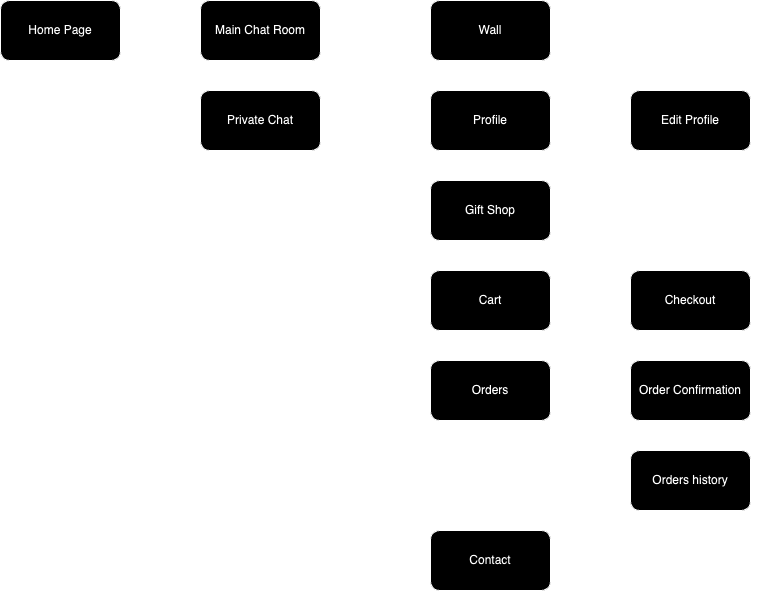 Home Page
Main Chat Room
Wall
Private Chat
Profile
Edit Profile
Gift Shop
Cart
Checkout
Orders
Order Confirmation
Orders history
Contact